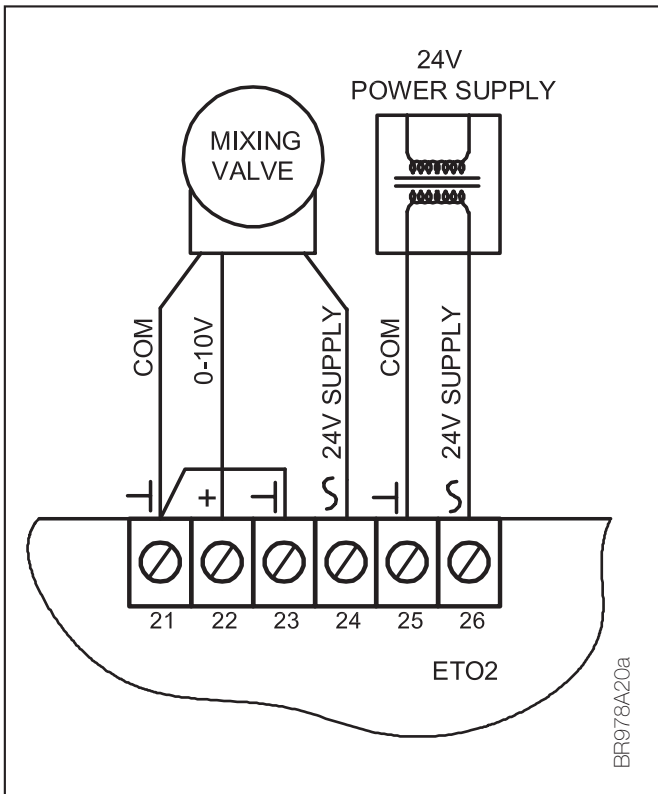 24V
POWER SUPPLY
MIXING
VALVE
COM
0-10V
24V SUPPLY
COM
24V SUPPLY
+
21 22 23 24 25 26
ETO2
BR978A20a